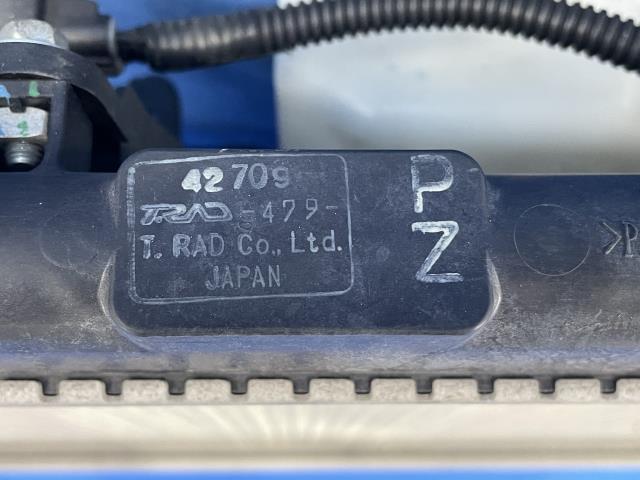 42709
TRAD -479-
T. RAD Co., Ltd.
JAPAN
P
Z
>P